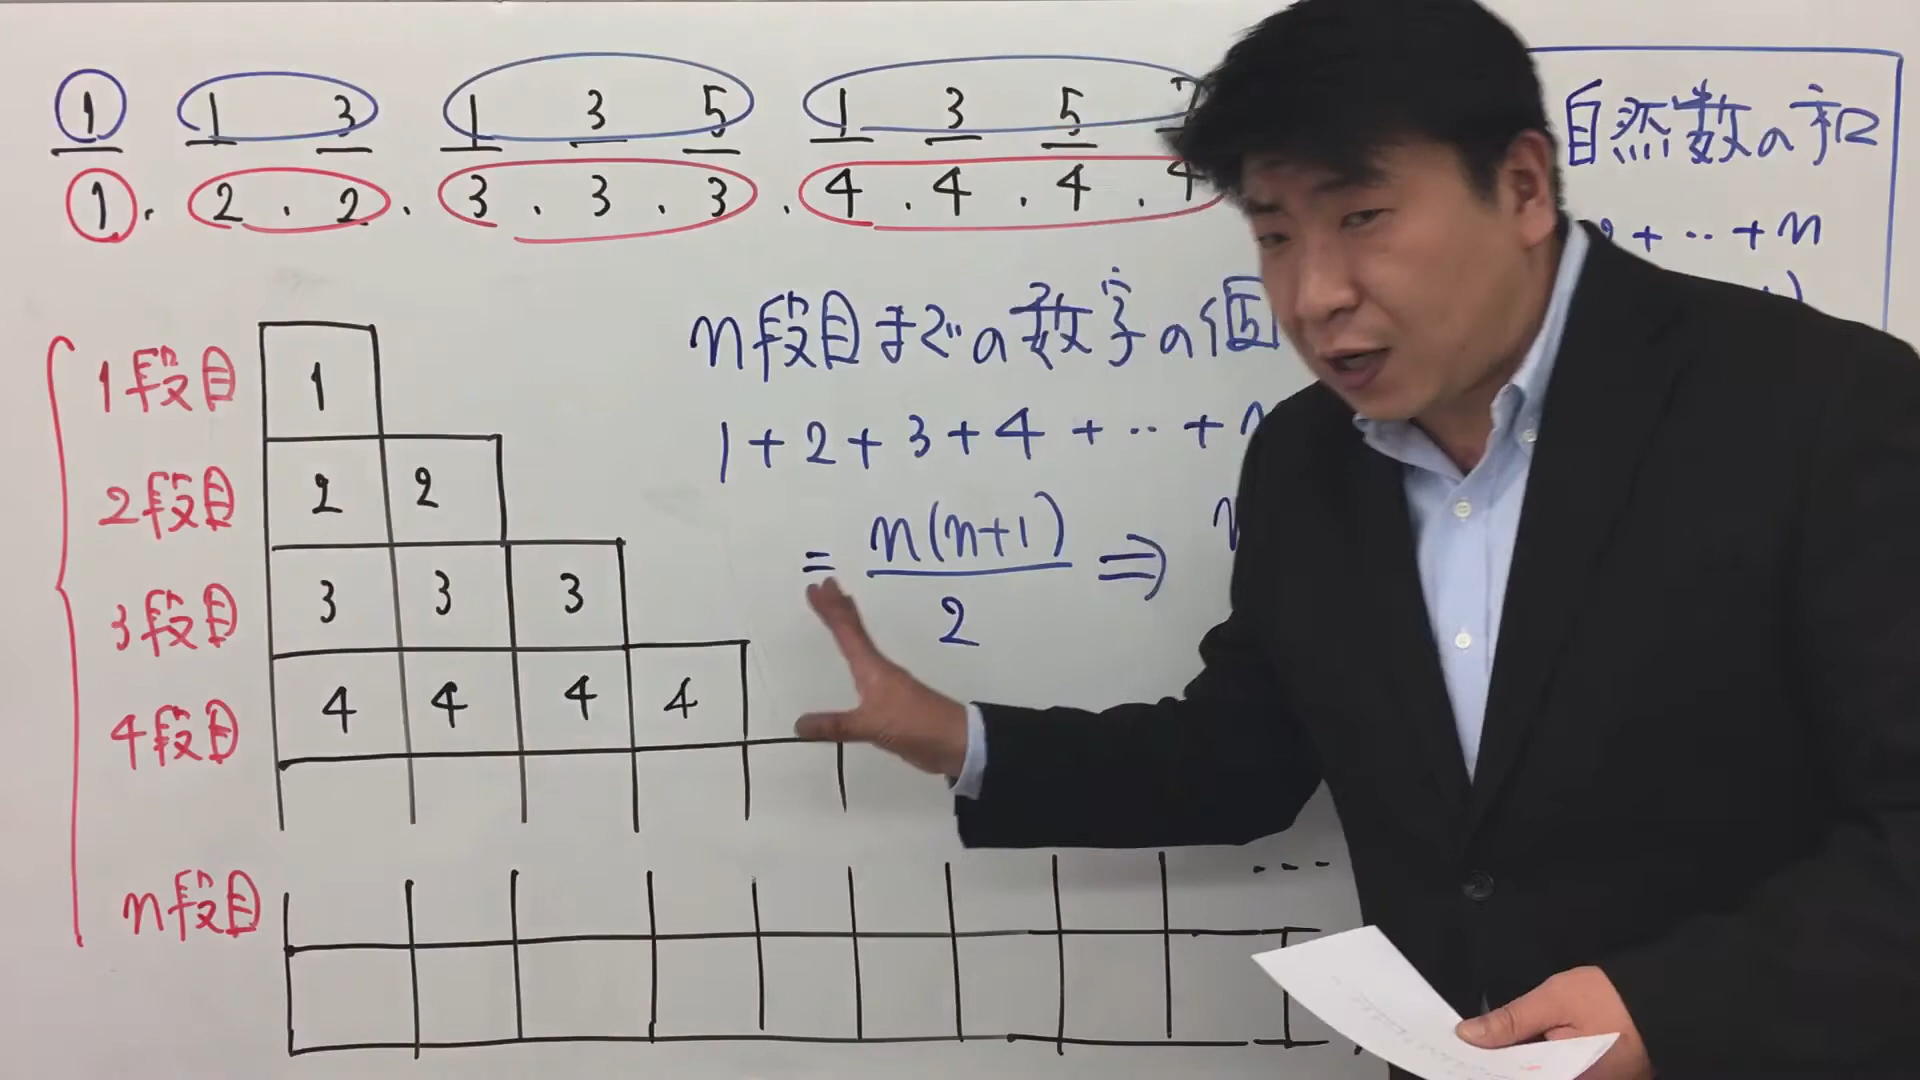 1 1 3 1 3 5 1 3 5 7
1. 2 . 2 . 3 . 3 . 3 . 4 . 4 . 4 . 4
自然数の和
+ ‥ + n
n段目までの数字の個
1 + 2 + 3 + 4 + ‥ +
= n(n+1)/2 ⇒
1段目 1
2段目 2 2
3段目 3 3 3
4段目 4 4 4 4
n段目